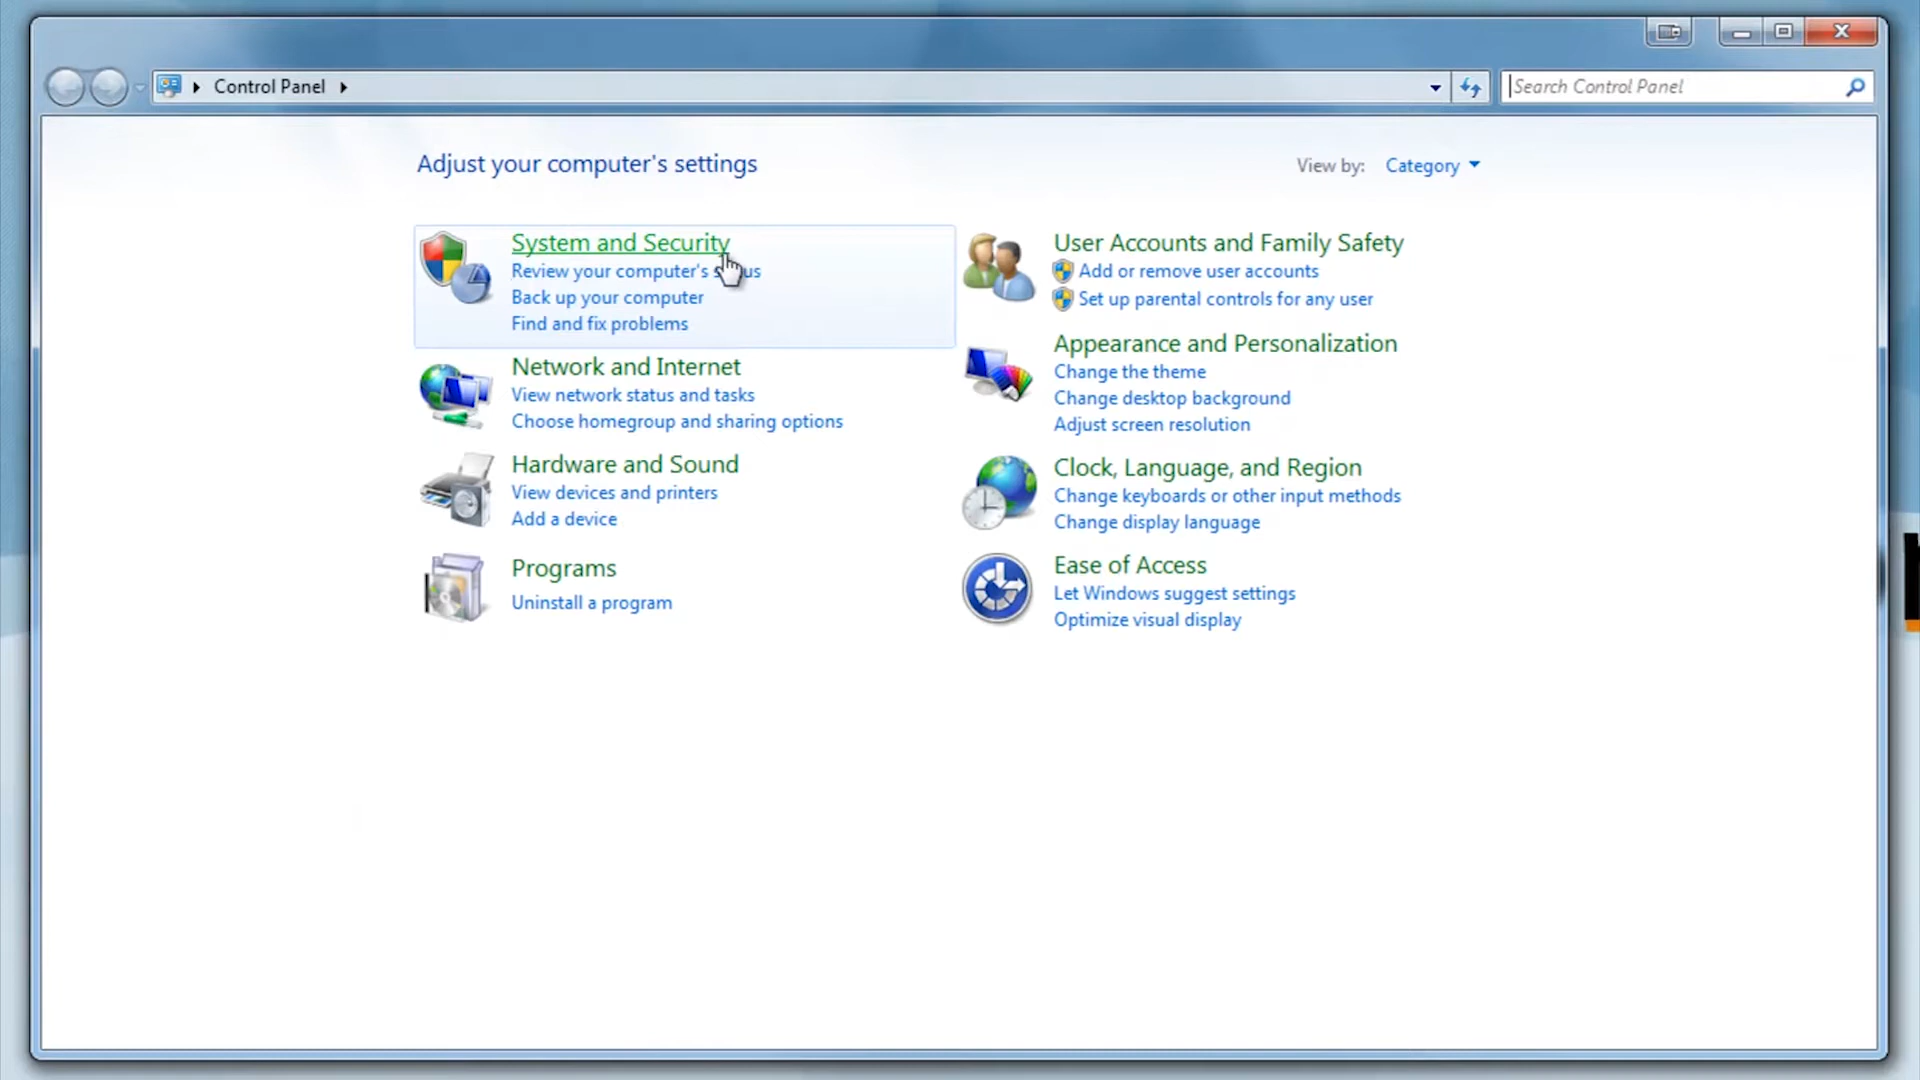 Control Panel
Search Control Panel
Adjust your computer's settings
View by: Category
System and Security
Review your computer's
Back up your computer
Find and fix problems
Network and Internet
View network status and tasks
Choose homegroup and sharing options
Hardware and Sound
View devices and printers
Add a device
Programs
Uninstall a program
User Accounts and Family Safety
Add or remove user accounts
Set up parental controls for any user
Appearance and Personalization
Change the theme
Change desktop background
Adjust screen resolution
Clock, Language, and Region
Change keyboards or other input methods
Change display language
Ease of Access
Let Windows suggest settings
Optimize visual display